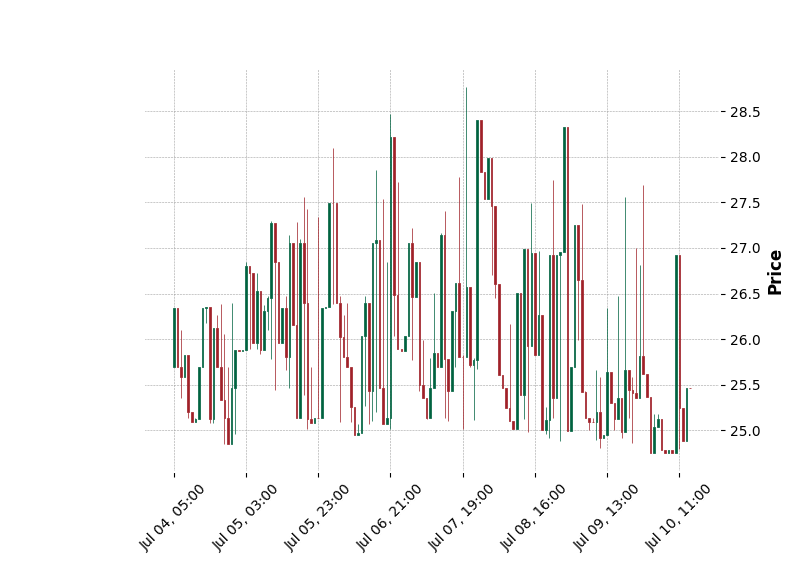 28.5
28.0
27.5
27.0
26.5
26.0
25.5
25.0
Price
Jul 04, 05:00
Jul 05, 03:00
Jul 05, 23:00
Jul 06, 21:00
Jul 07, 19:00
Jul 08, 16:00
Jul 09, 13:00
Jul 10, 11:00